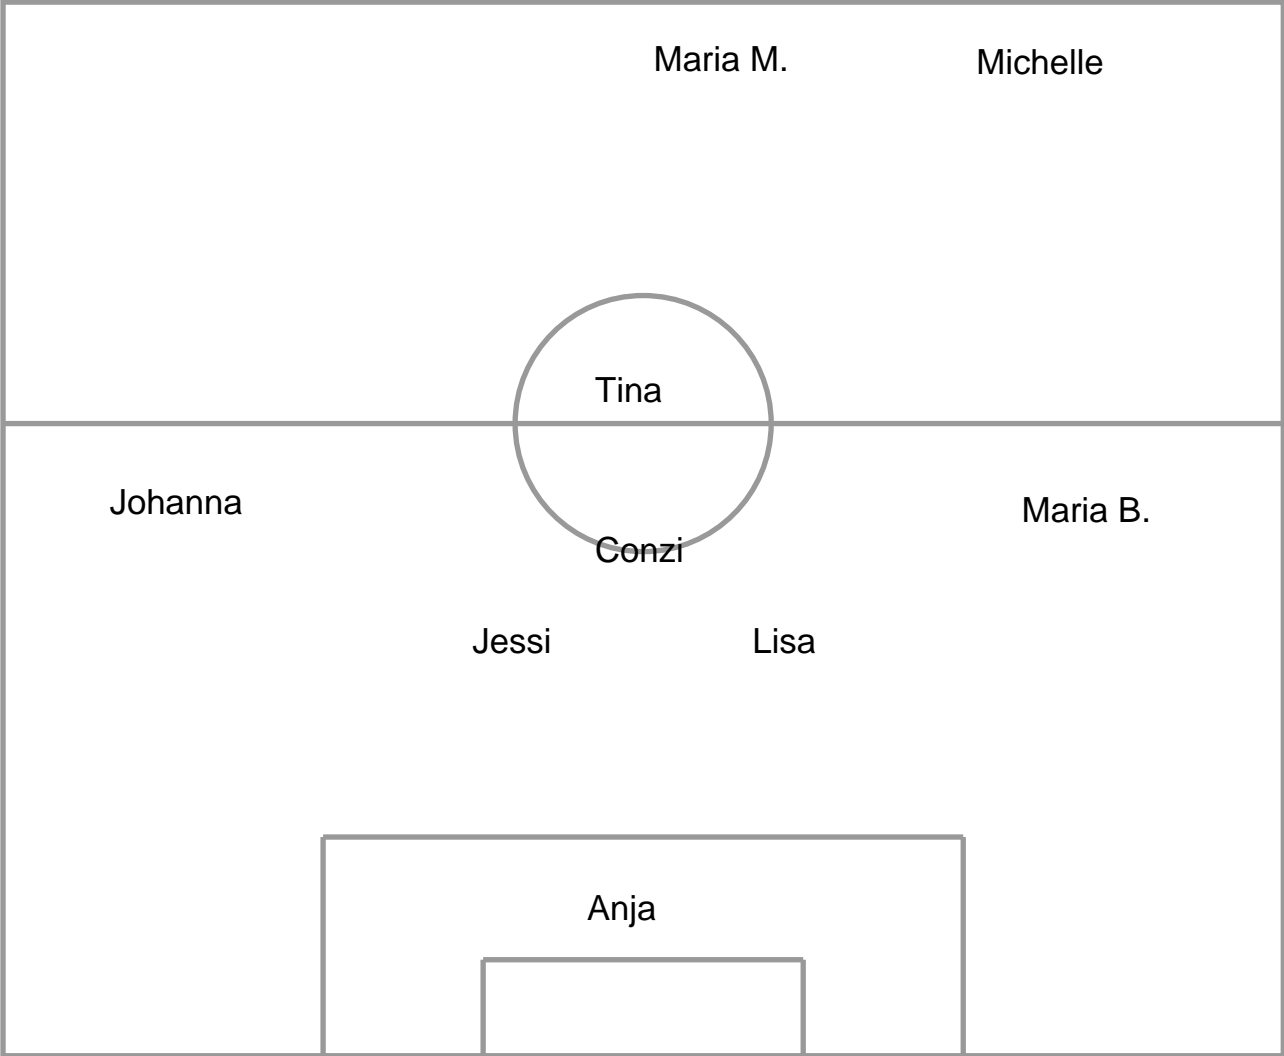 Maria M.
Michelle
Tina
Johanna
Maria B.
Conzi
Jessi
Lisa
Anja